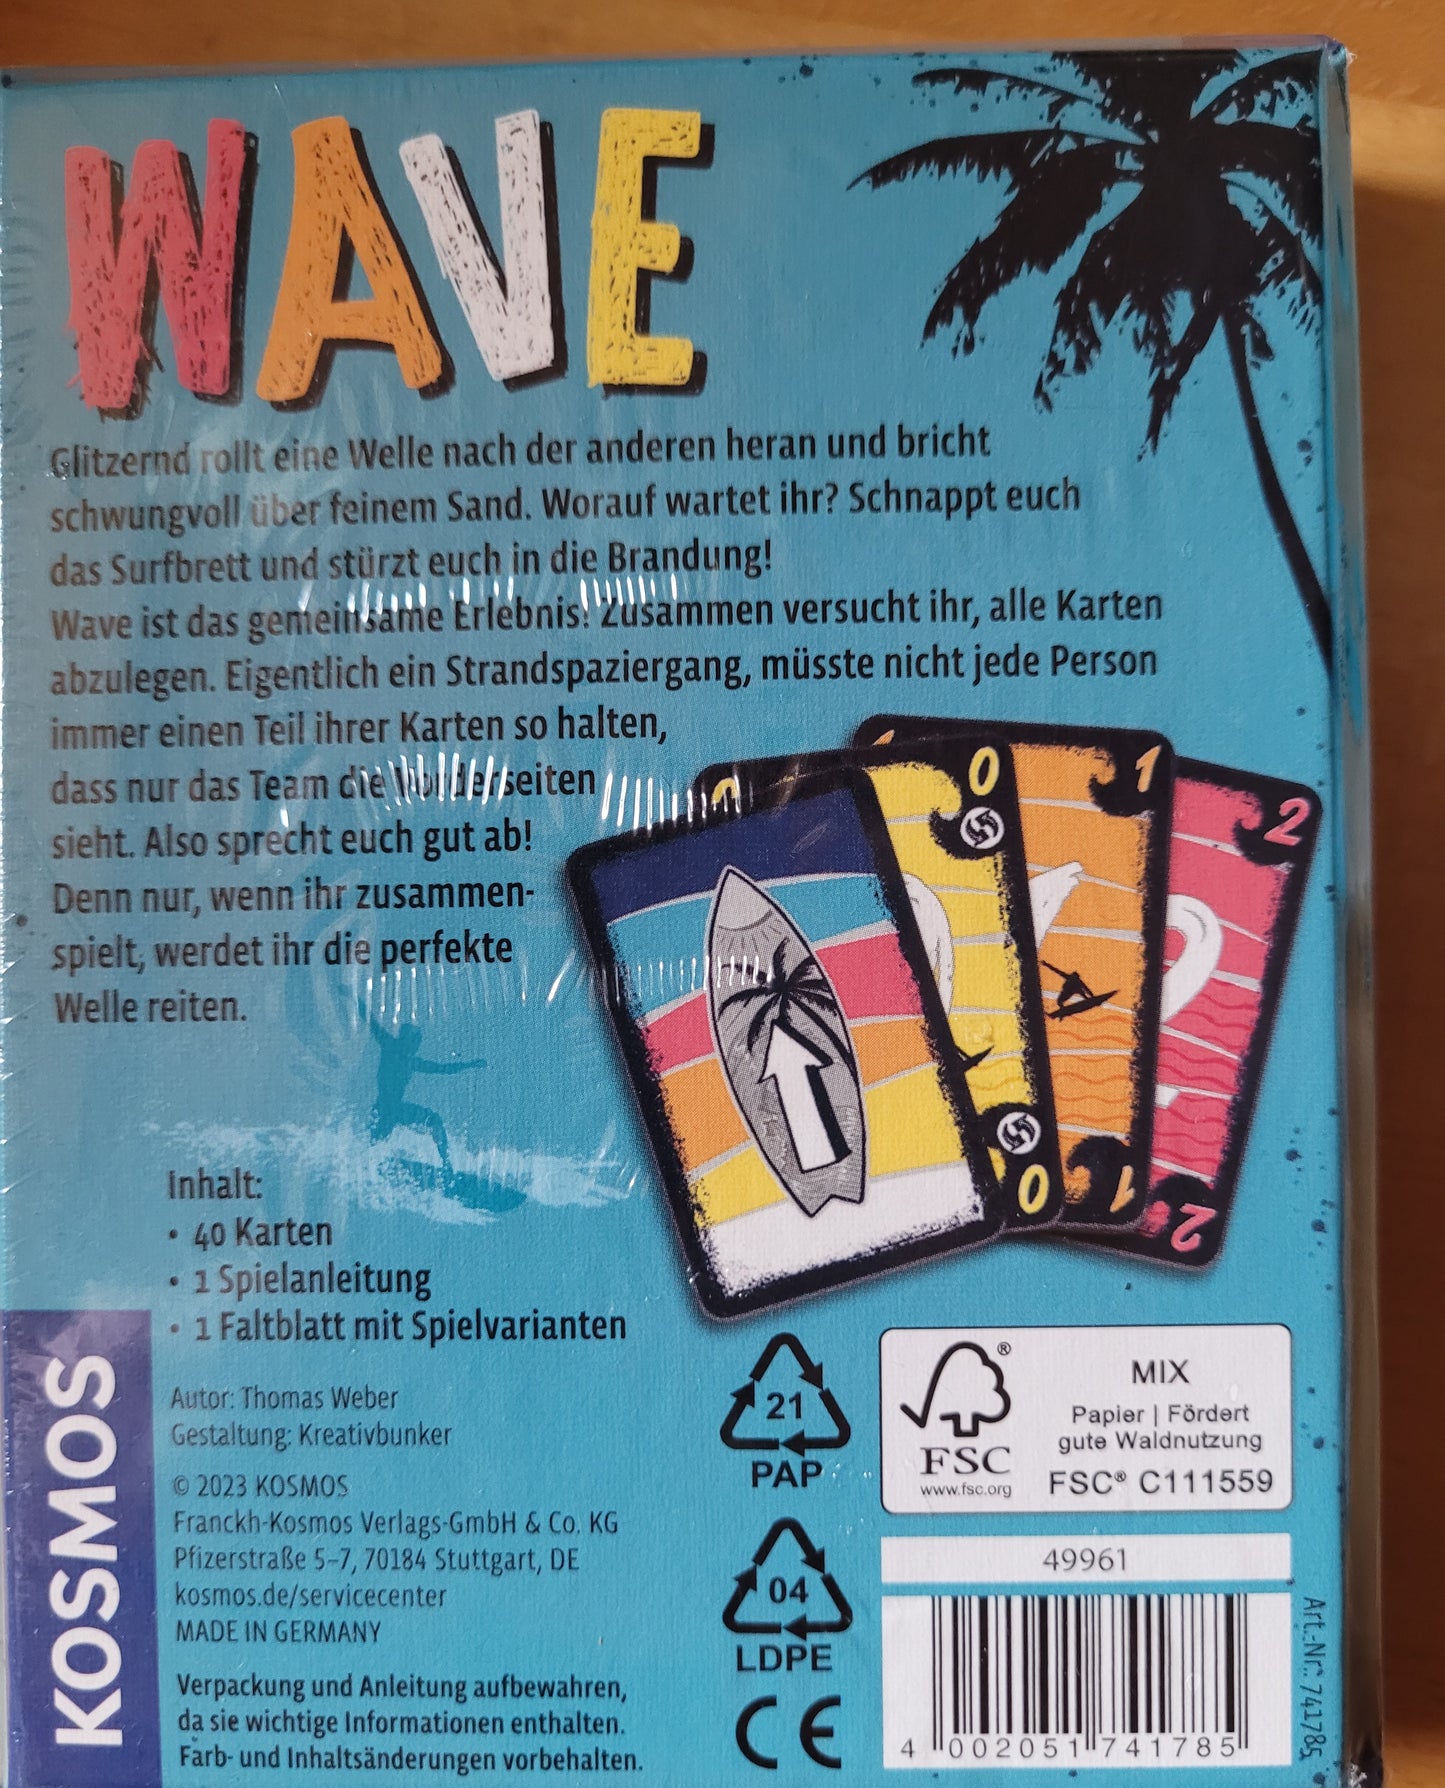 WAVE
Glitzernd rollt eine Welle nach der anderen heran und bricht
schwungvoll über feinem Sand. Worauf wartet ihr? Schnappt euch
das Surfbrett und stürzt euch in die Brandung!
Wave ist das gemeinsame Erlebnis! Zusammen versucht ihr, alle Karten
abzulegen. Eigentlich ein Strandspaziergang, müsste nicht jede Person
immer einen Teil ihrer Karten so halten,
dass nur das Team die Vorderseiten
sieht. Also sprecht euch gut ab!
Denn nur, wenn ihr zusammen-
spielt, werdet ihr die perfekte
Welle reiten.
0
1
2
0
1
2
Inhalt:
• 40 Karten
• 1 Spielanleitung
• 1 Faltblatt mit Spielvarianten
KOSMOS
Autor: Thomas Weber
Gestaltung: Kreativbunker
© 2023 KOSMOS
Franckh-Kosmos Verlags-GmbH & Co. KG
Pfizerstraße 5-7, 70184 Stuttgart, DE
kosmos.de/servicecenter
MADE IN GERMANY
Verpackung und Anleitung aufbewahren,
da sie wichtige Informationen enthalten.
Farb- und Inhaltsänderungen vorbehalten.
21
PAP
04
LDPE
CE
®
FSC
www.fsc.org
MIX
Papier | Fördert
gute Waldnutzung
FSC® C111559
49961
4 002051 741785
Art.-Nr.: 741785